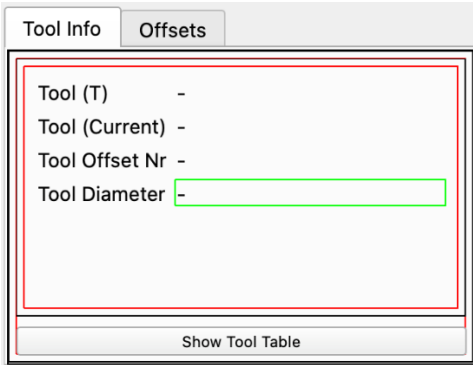 Tool Info Offsets
Tool (T) -
Tool (Current) -
Tool Offset Nr -
Tool Diameter -
Show Tool Table